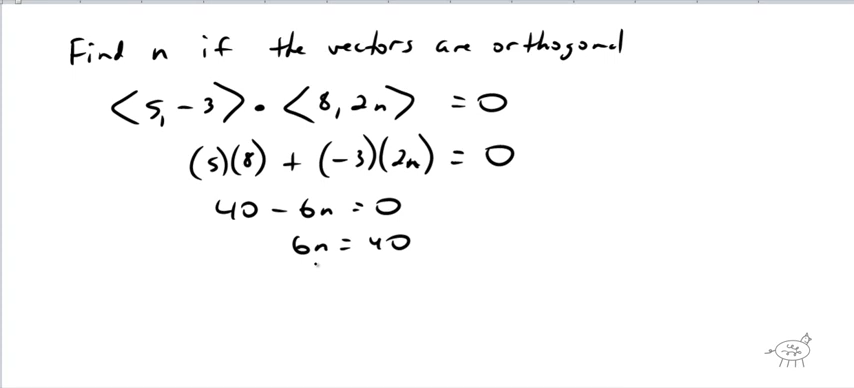 Find n if the vectors are orthogonal
<5, -3> • <8, 2n> = 0
(5)(8) + (-3)(2n) = 0
40 - 6n = 0
6n = 40